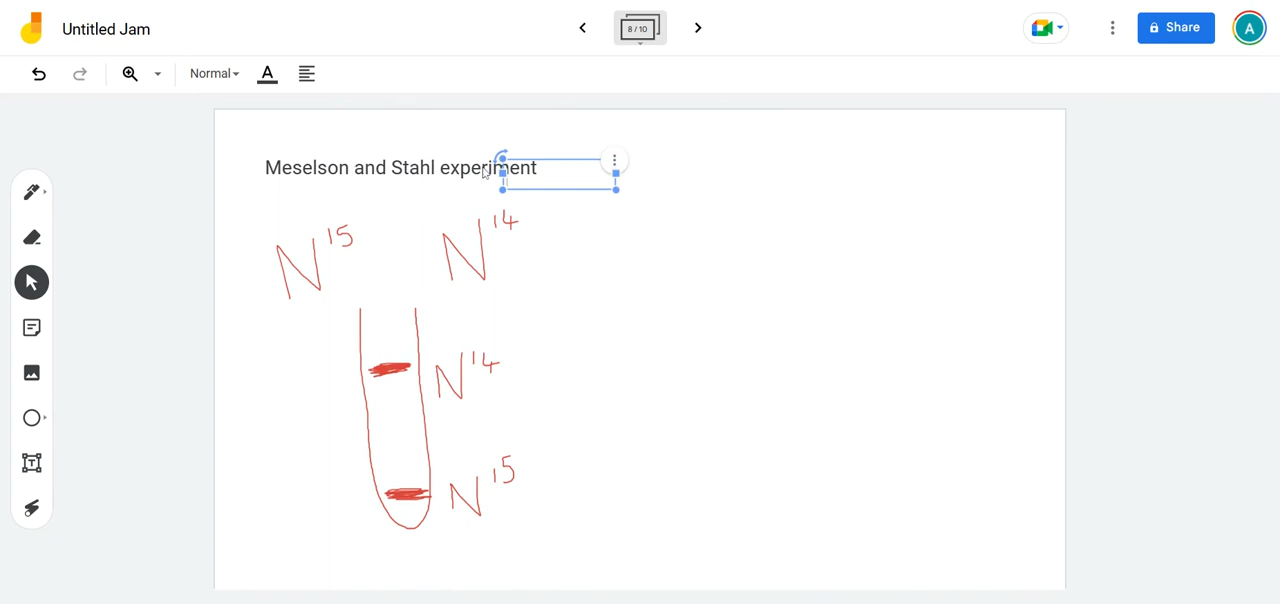 Untitled Jam
8 / 10
Share
A
Normal
A
Meselson and Stahl experiment
N¹⁵ N¹⁴
N¹⁴
N¹⁵